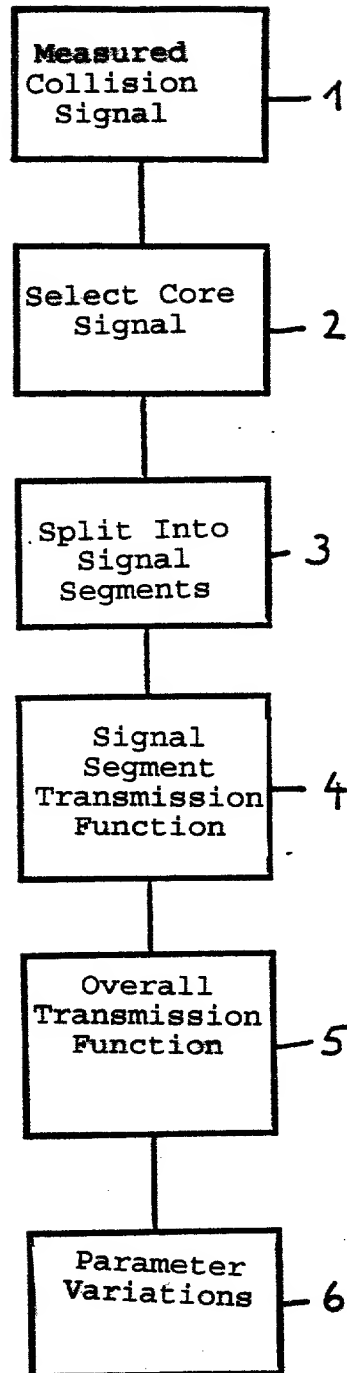 Measured
Collision
Signal
1
Select Core
Signal
2
Split Into
Signal
Segments
3
Signal
Segment
Transmission
Function
4
Overall
Transmission
Function
5
Parameter
Variations
6